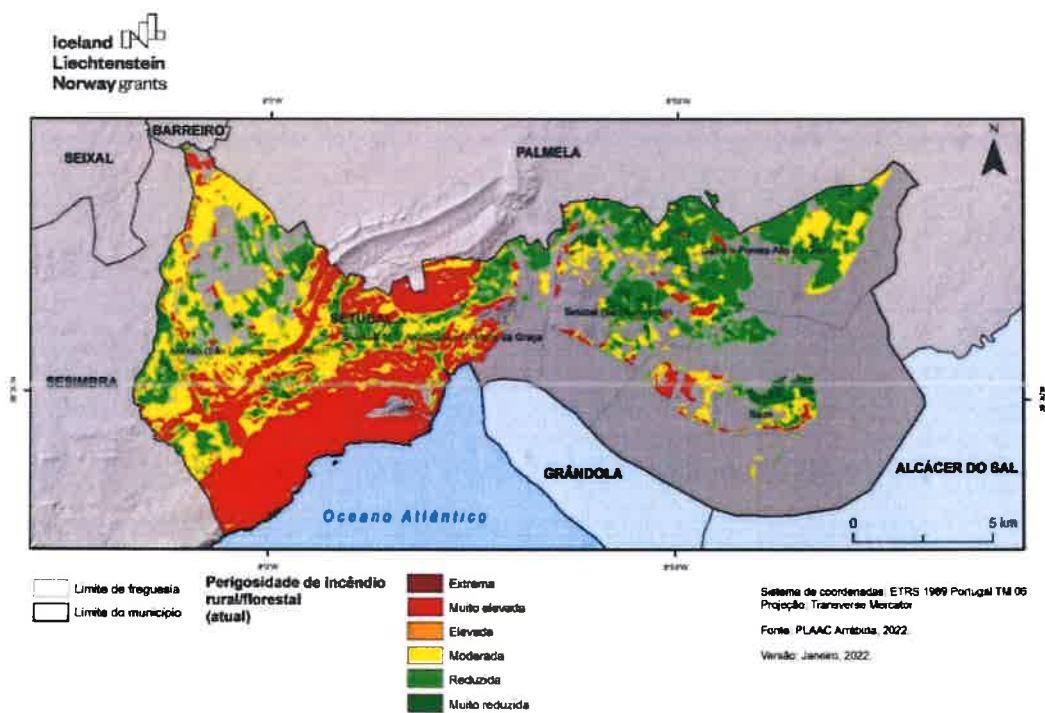 Iceland
Liechtenstein
Norway grants
BARREIRO
SEIXAL
PALMELA
N
SETÚBAL
SESIMBRA
Sado
GRÂNDOLA
ALCÁCER DO SAL
Oceano Atlântico
0 5 km
Limite de freguesia
Limite do município
Perigosidade de incêndio
rural/florestal
(atual)
Extrema
Muito elevada
Elevada
Moderada
Reduzida
Muito reduzida
Sistema de coordenadas: ETRS 1989 Portugal TM 06
Projeção: Transverse Mercator
Fonte: PLAAC Arrábida, 2022.
Versão: Janeiro, 2022.